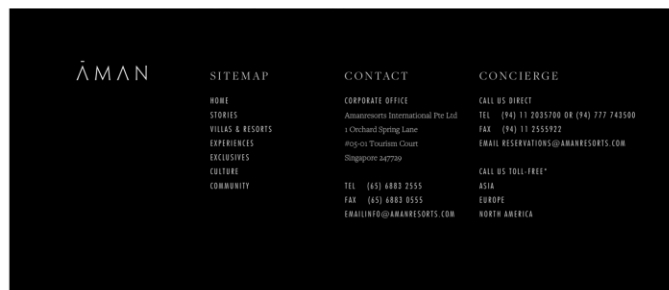 ĀMAN
SITEMAP
HOME
STORIES
VILLAS & RESORTS
EXPERIENCES
EXCLUSIVES
CULTURE
COMMUNITY
CONTACT
CORPORATE OFFICE
Amanresorts International Pte Ltd
1 Orchard Spring Lane
#05-01 Tourism Court
Singapore 247729
TEL (65) 6883 2555
FAX (65) 6883 0555
EMAILINFO@AMANRESORTS.COM
CONCIERGE
CALL US DIRECT
TEL (94) 11 2035700 OR (94) 777 743500
FAX (94) 11 2555922
EMAIL RESERVATIONS@AMANRESORTS.COM
CALL US TOLL-FREE*
ASIA
EUROPE
NORTH AMERICA